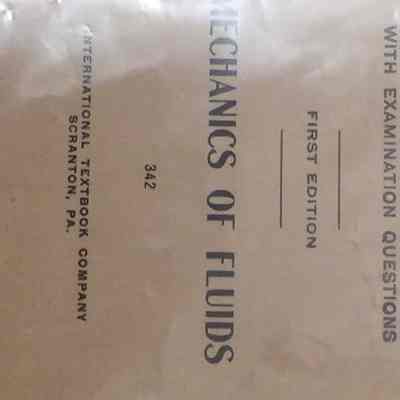 WITH EXAMINATION QUESTIONS
FIRST EDITION
MECHANICS OF FLUIDS
342
INTERNATIONAL TEXTBOOK COMPANY
SCRANTON, PA.